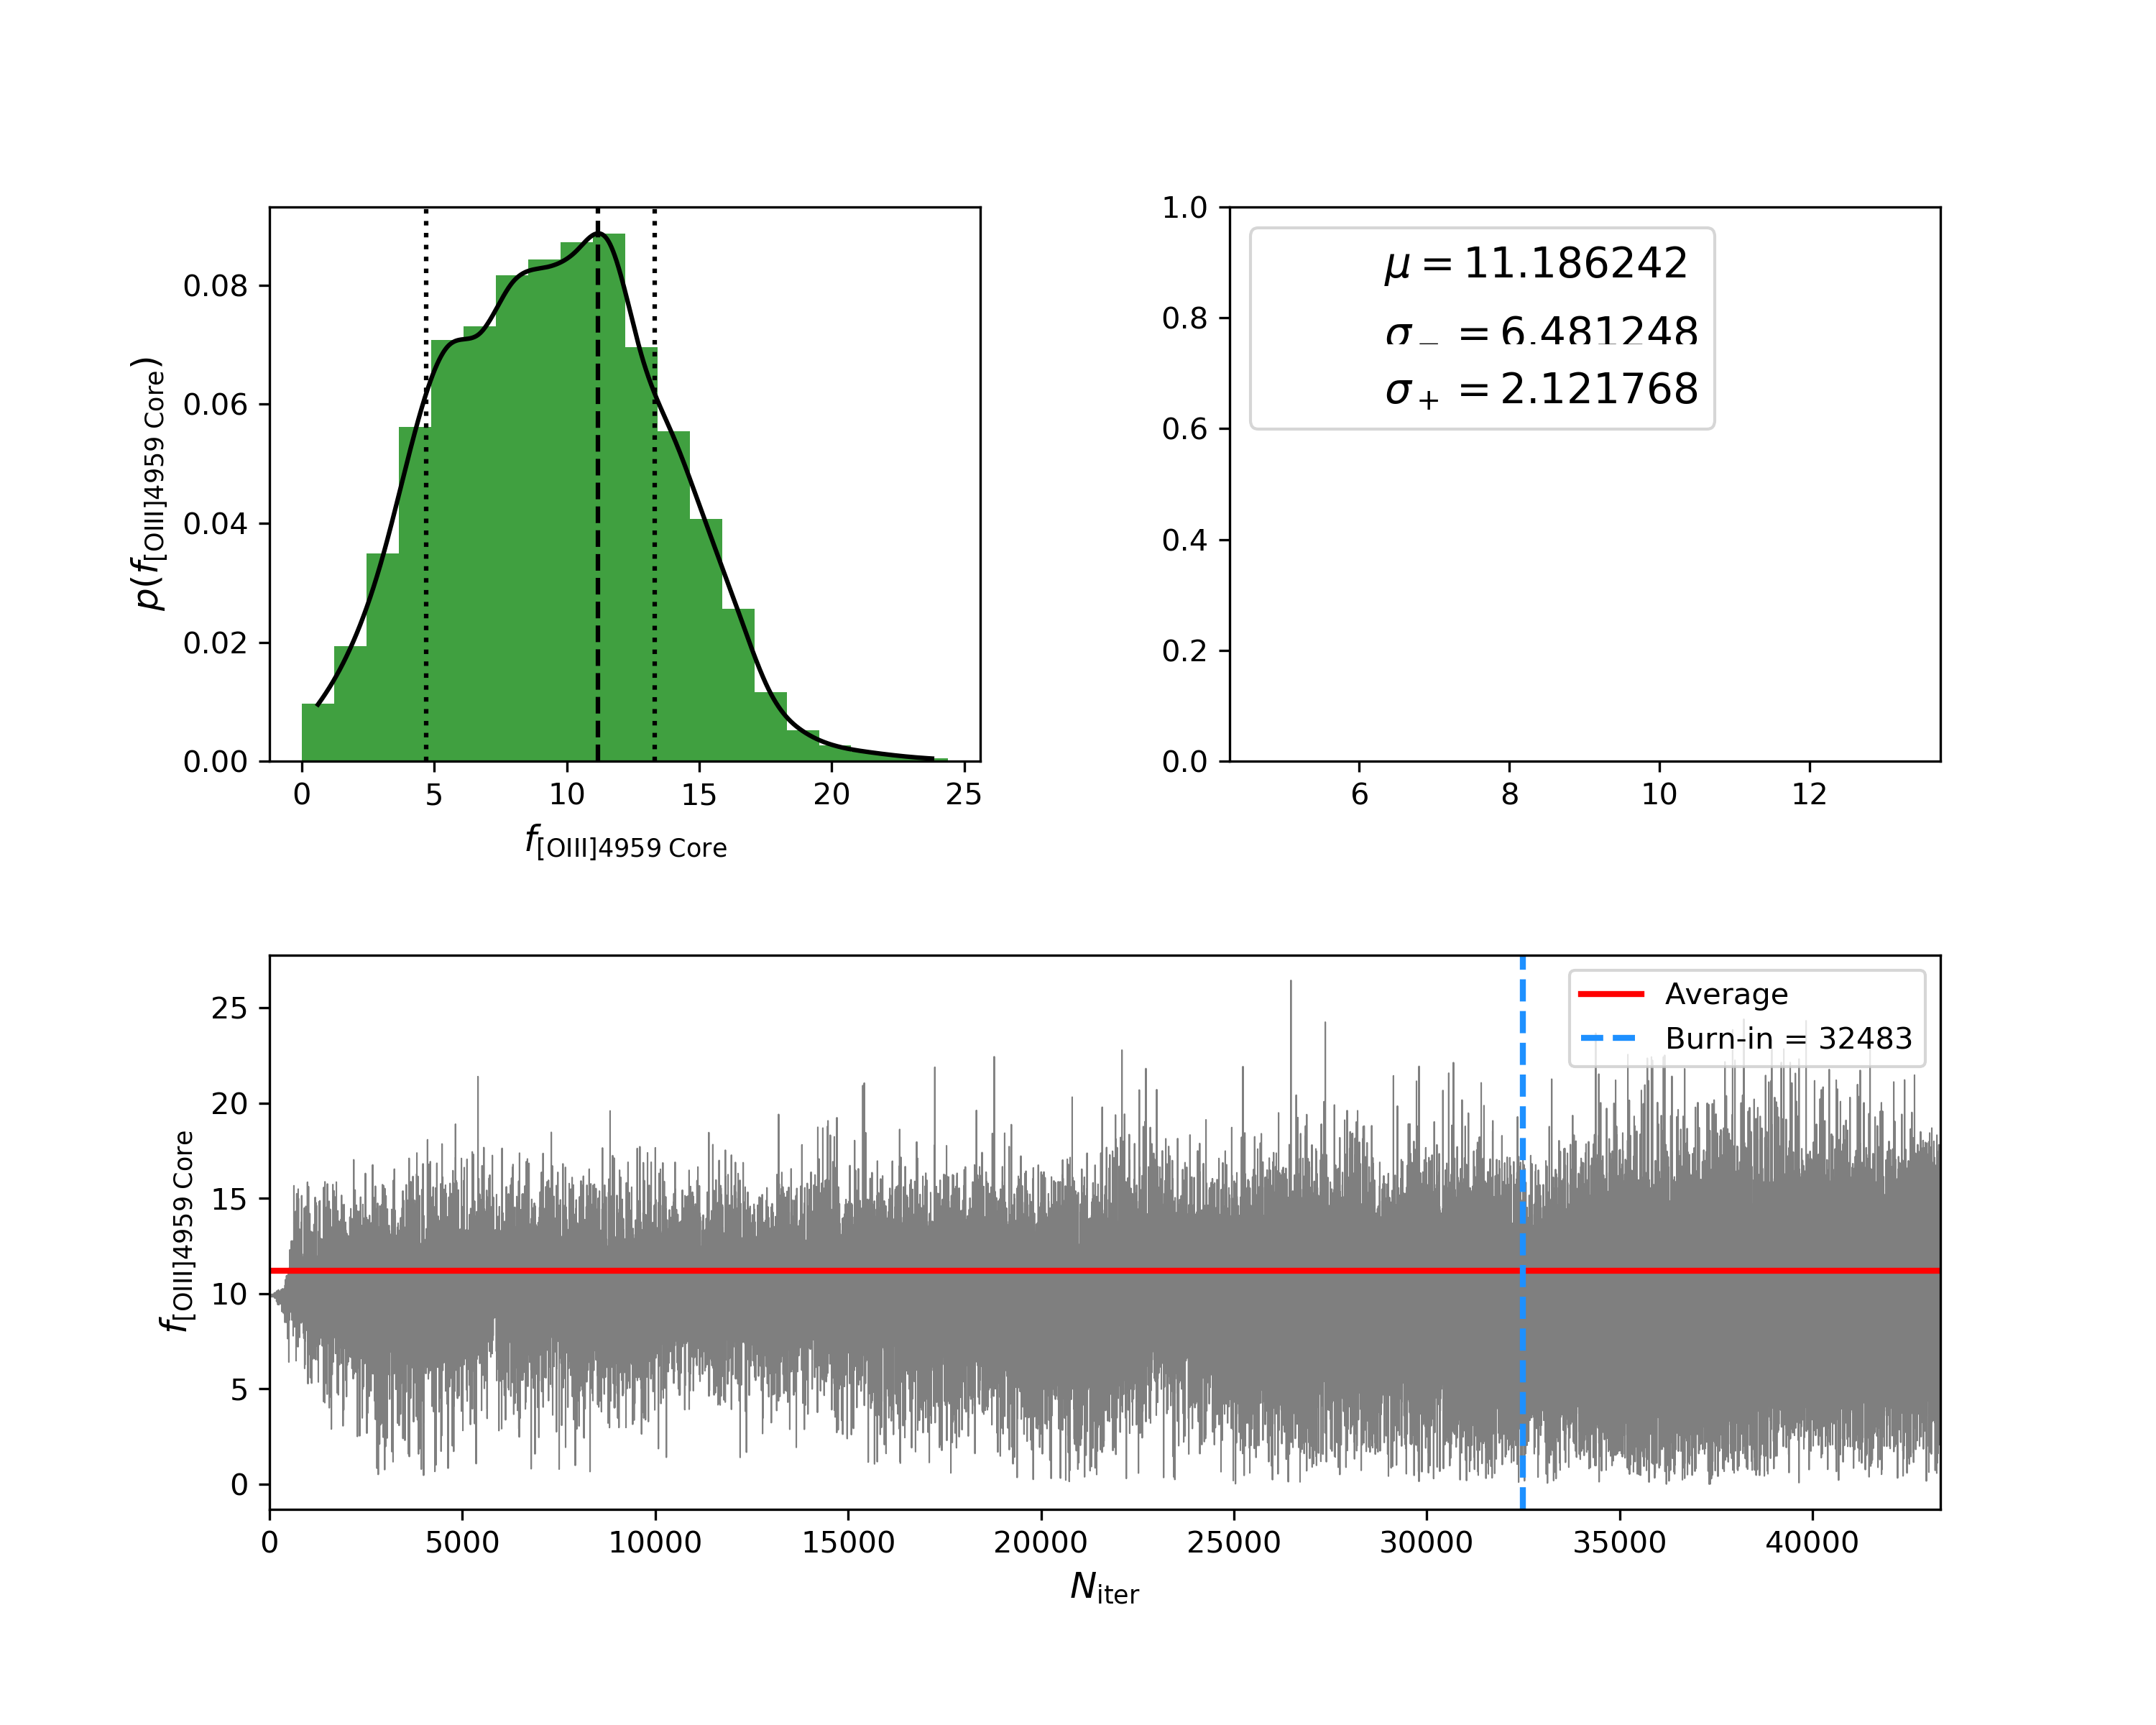 0.08
0.06
0.04
0.02
0.00
p(f[OIII]4959 Core)
0 5 10 15 20 25
f[OIII]4959 Core
1.0
0.8
0.6
0.4
0.2
0.0
μ = 11.186242
σ− = 6.481248
σ+ = 2.121768
6 8 10 12
25
20
15
10
5
0
f[OIII]4959 Core
Average
Burn-in = 32483
0 5000 10000 15000 20000 25000 30000 35000 40000
Niter